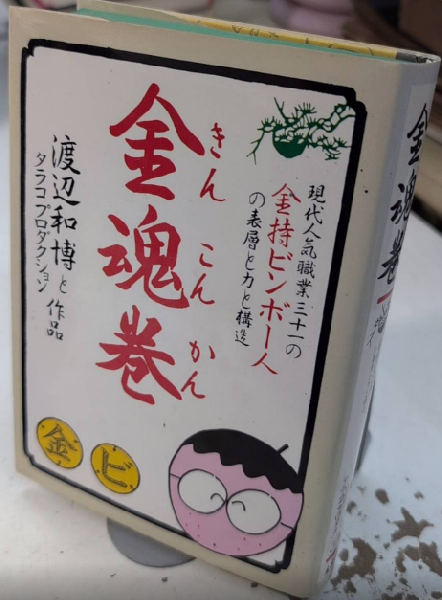 現代人気職業三十一の
金持ビンボー人
の表層と力と構造
金魂巻
きんこんかん
渡辺和博と
タラコプロダクション
作品
金
ビ
金魂巻